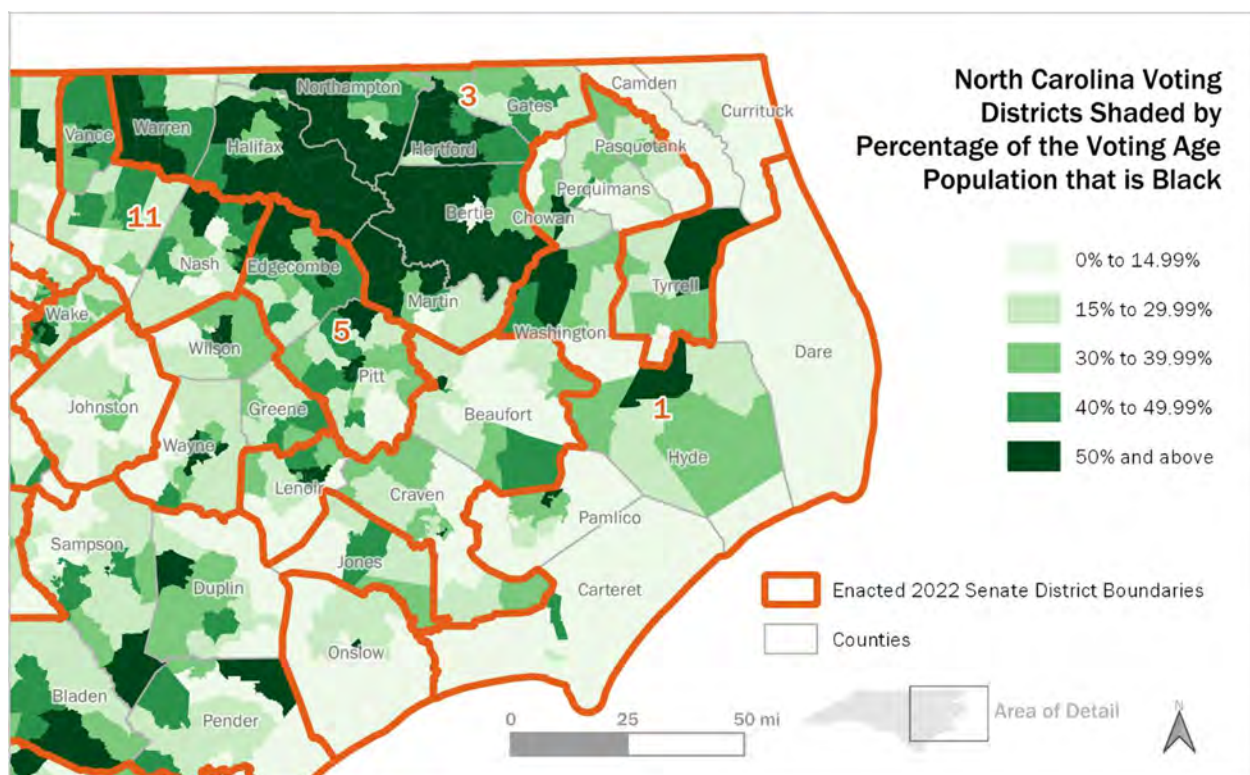 North Carolina Voting
Districts Shaded by
Percentage of the Voting Age
Population that is Black
0% to 14.99%
15% to 29.99%
30% to 39.99%
40% to 49.99%
50% and above
Enacted 2022 Senate District Boundaries
Counties
Area of Detail
N
0
25
50 mi
Northampton
3
Camden
Currituck
Gates
Vance
Warren
Halifax
Hertford
Pasquotank
Perquimans
Bertie
Chowan
11
Nash
Edgecombe
Tyrrell
Martin
Wake
Washington
5
Wilson
Dare
Pitt
Johnston
Greene
Beaufort
1
Wayne
Hyde
Lenoir
Craven
Pamlico
Sampson
Jones
Duplin
Carteret
Onslow
Bladen
Pender